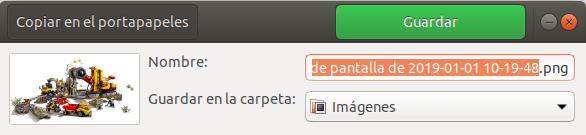 Copiar en el portapapeles
Guardar
Nombre:
de pantalla de 2019-01-01 10-19-48.png
Guardar en la carpeta:
Imágenes